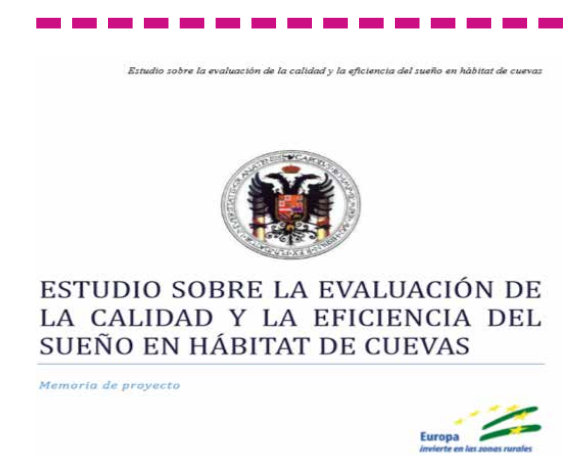 Estudio sobre la evaluación de la calidad y la eficiencia del sueño en hábitat de cuevas
ESTUDIO SOBRE LA EVALUACIÓN DE
LA CALIDAD Y LA EFICIENCIA DEL
SUEÑO EN HÁBITAT DE CUEVAS
Memoria de proyecto
Europa
invierte en las zonas rurales